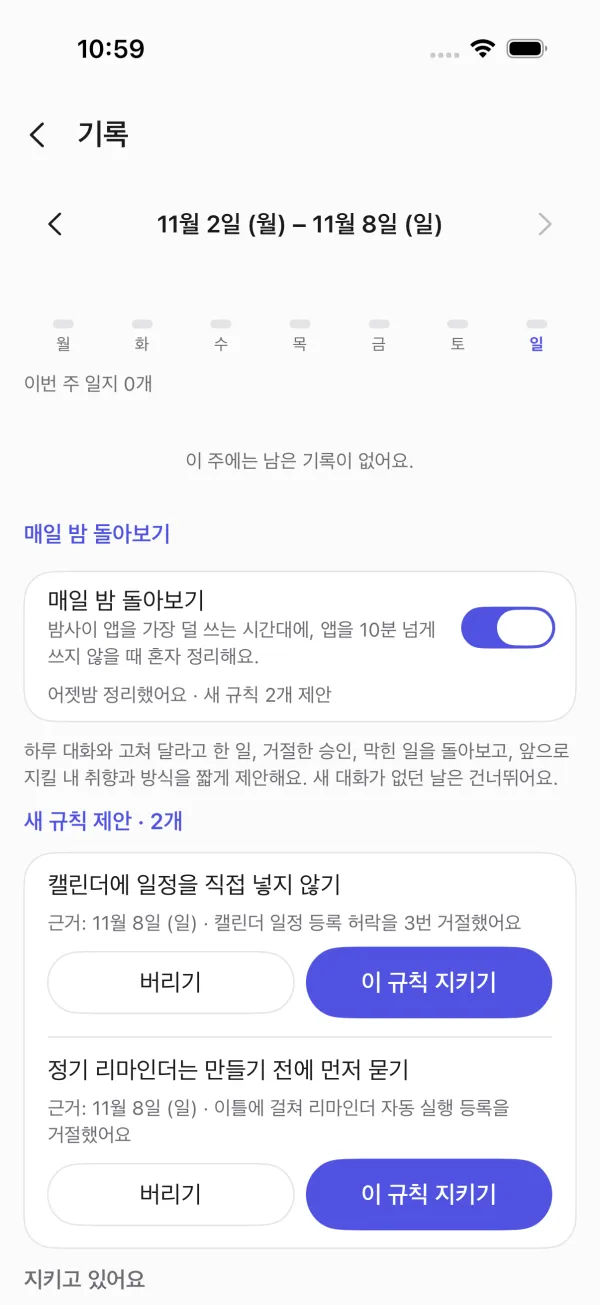 10:59
기록
11월 2일 (월) – 11월 8일 (일)
월 화 수 목 금 토 일
이번 주 일지 0개
이 주에는 남은 기록이 없어요.
매일 밤 돌아보기
매일 밤 돌아보기
밤사이 앱을 가장 덜 쓰는 시간대에, 앱을 10분 넘게
쓰지 않을 때 혼자 정리해요.
어젯밤 정리했어요 · 새 규칙 2개 제안
하루 대화와 고쳐 달라고 한 일, 거절한 승인, 막힌 일을 돌아보고, 앞으로
지킬 내 취향과 방식을 짧게 제안해요. 새 대화가 없던 날은 건너뛰어요.
새 규칙 제안 · 2개
캘린더에 일정을 직접 넣지 않기
근거: 11월 8일 (일) · 캘린더 일정 등록 허락을 3번 거절했어요
버리기 이 규칙 지키기
정기 리마인더는 만들기 전에 먼저 묻기
근거: 11월 8일 (일) · 이틀에 걸쳐 리마인더 자동 실행 등록을
거절했어요
버리기 이 규칙 지키기
지키고 있어요